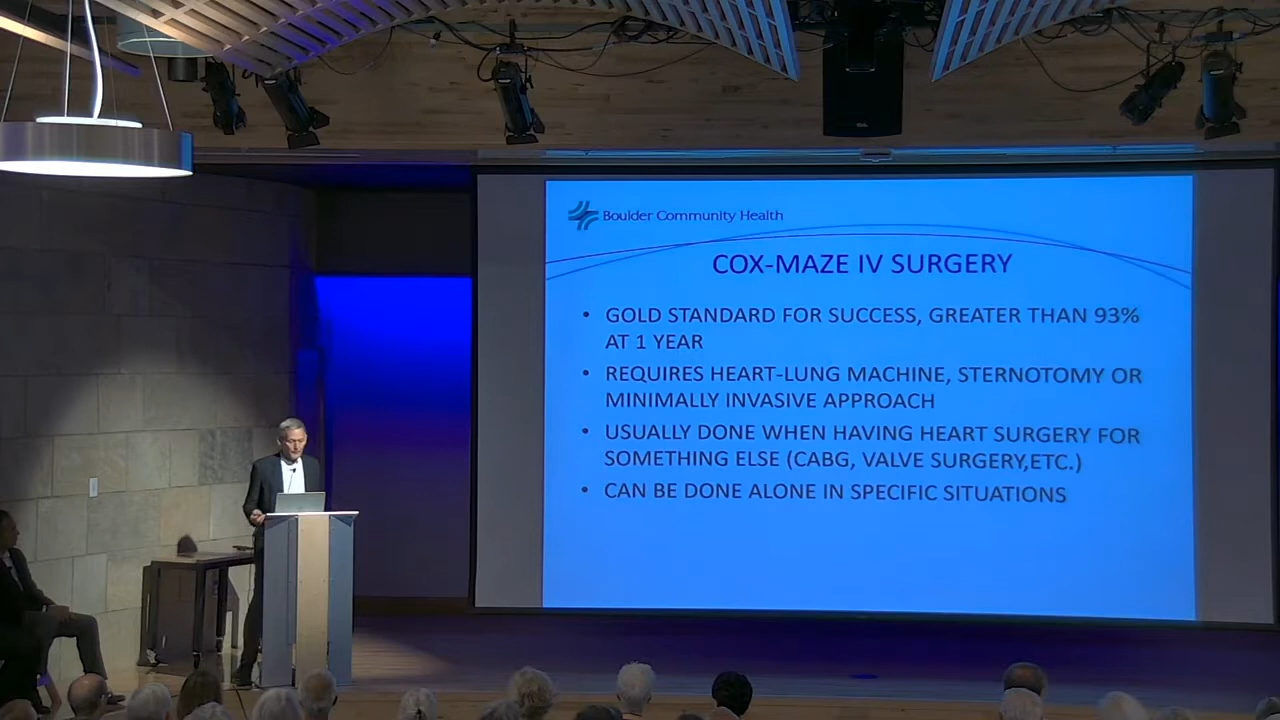 Boulder Community Health
COX-MAZE IV SURGERY
• GOLD STANDARD FOR SUCCESS, GREATER THAN 93%
AT 1 YEAR
• REQUIRES HEART-LUNG MACHINE, STERNOTOMY OR
MINIMALLY INVASIVE APPROACH
• USUALLY DONE WHEN HAVING HEART SURGERY FOR
SOMETHING ELSE (CABG, VALVE SURGERY,ETC.)
• CAN BE DONE ALONE IN SPECIFIC SITUATIONS